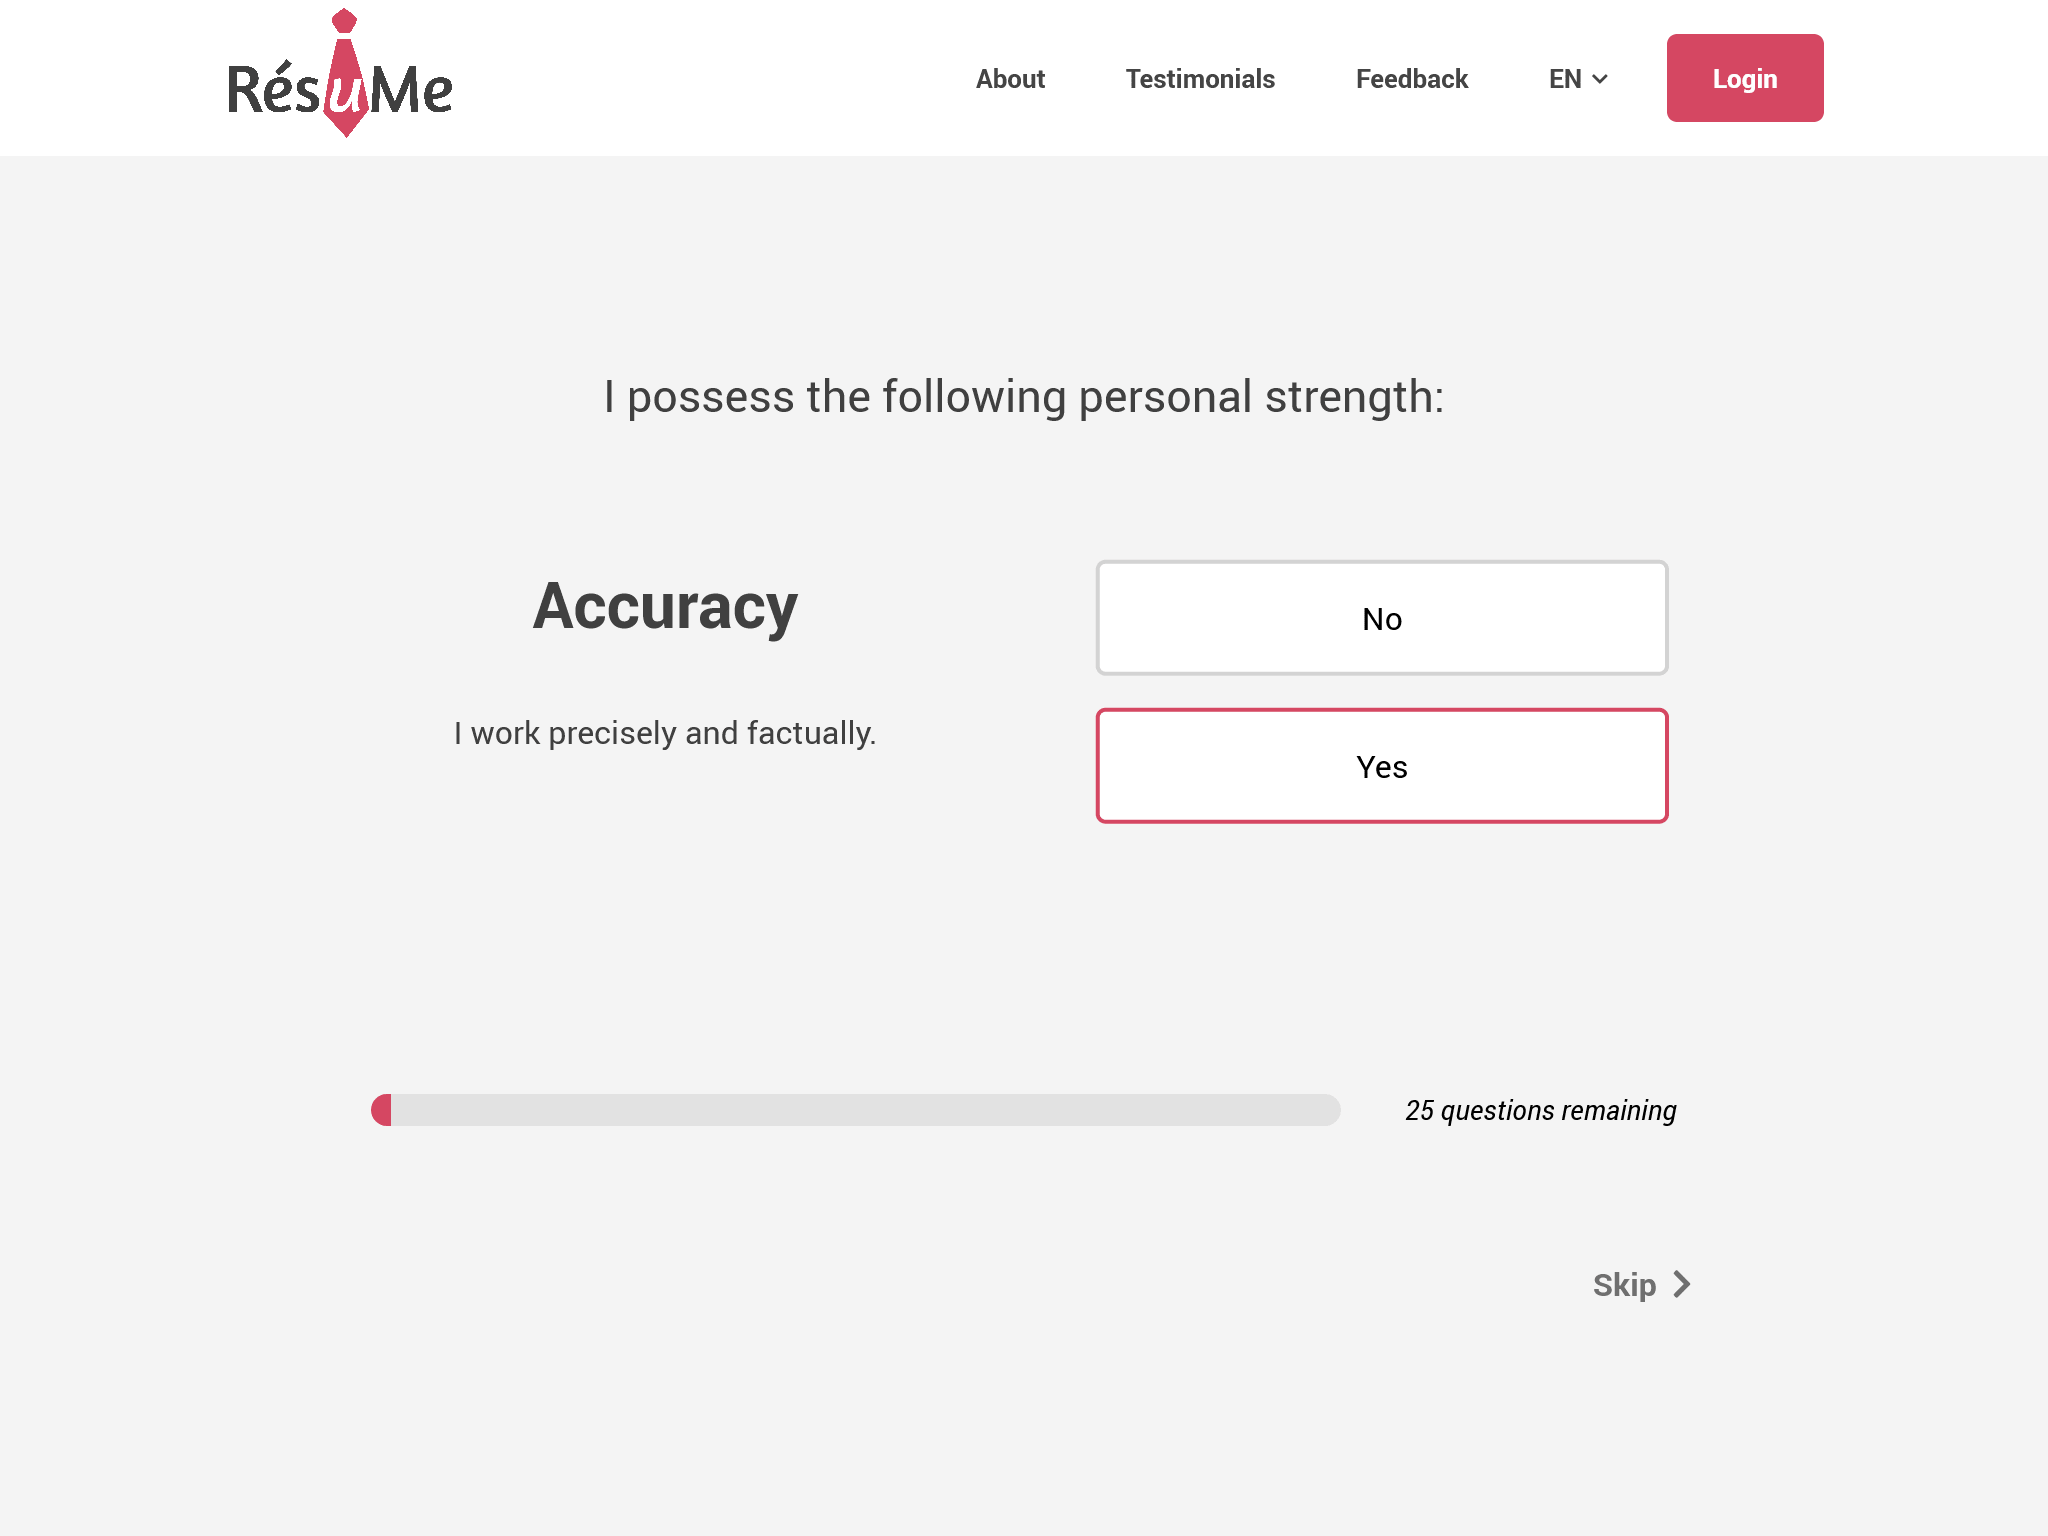 RésuMe
About
Testimonials
Feedback
EN
Login
I possess the following personal strength:
Accuracy
I work precisely and factually.
No
Yes
25 questions remaining
Skip